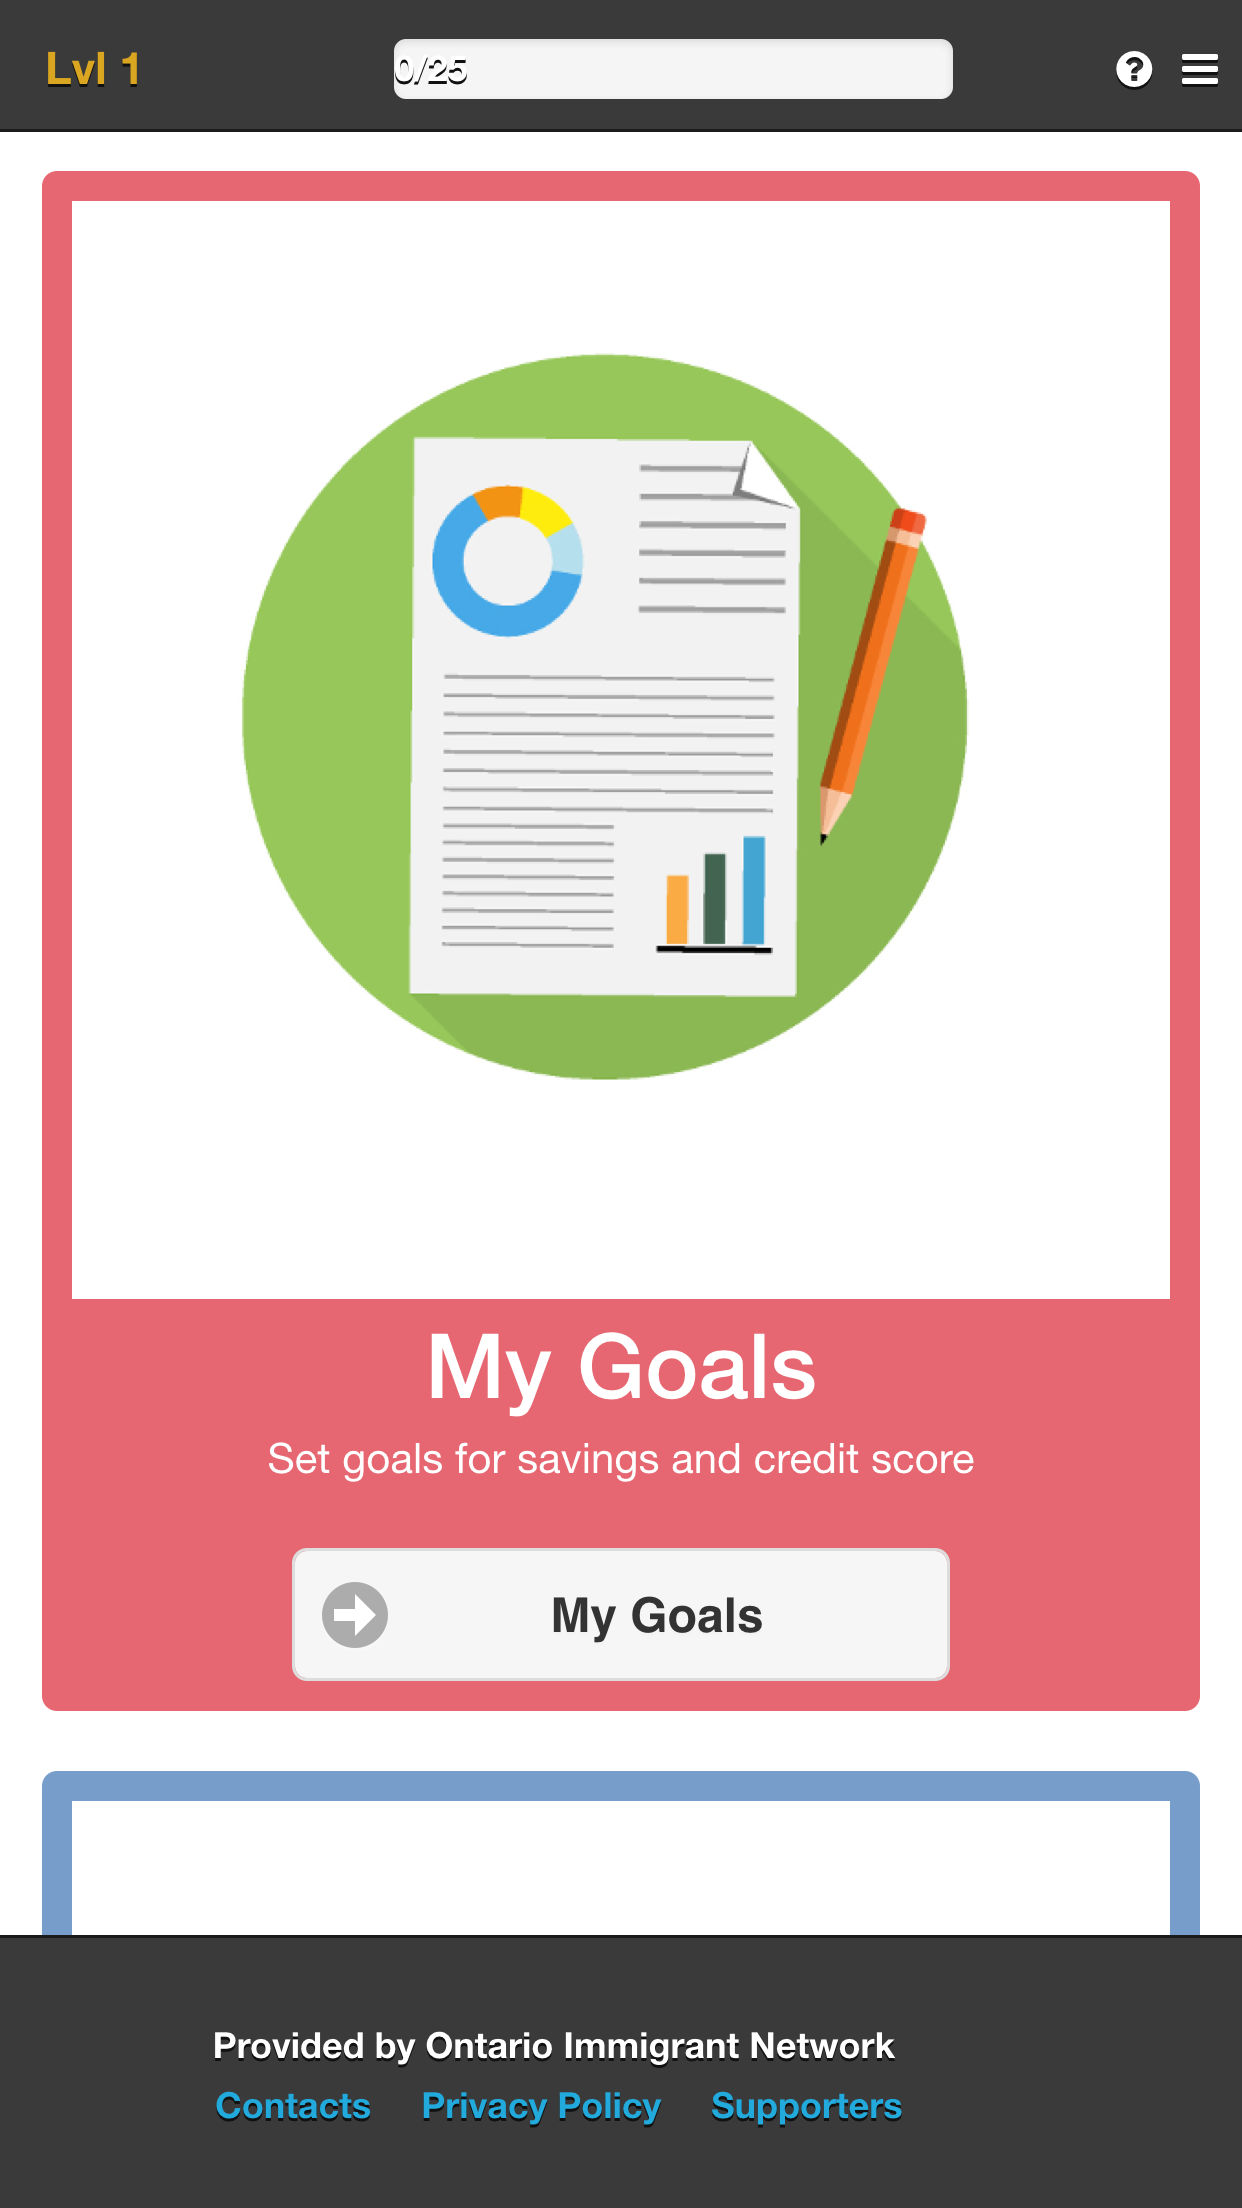 Lvl 1
0/25
My Goals
Set goals for savings and credit score
My Goals
Provided by Ontario Immigrant Network
Contacts Privacy Policy Supporters